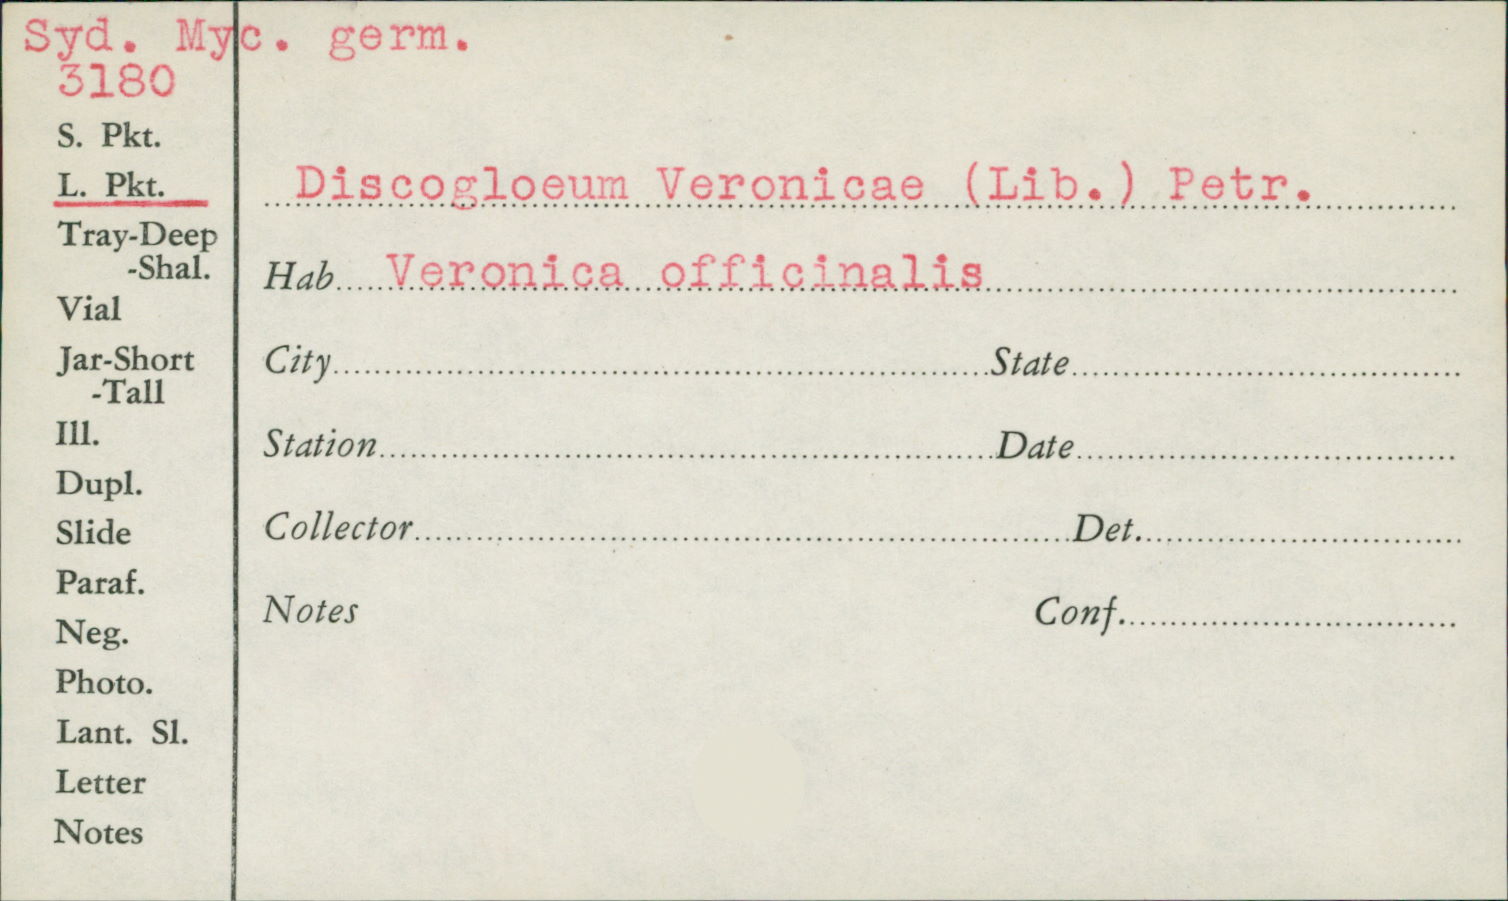 Syd. Myc. germ.
3180
S. Pkt.
L. Pkt.
Tray-Deep
-Shal.
Vial
Jar-Short
-Tall
Ill.
Dupl.
Slide
Paraf.
Neg.
Photo.
Lant. Sl.
Letter
Notes
Discogloeum Veronicae (Lib.) Petr.
Hab. Veronica officinalis
City State
Station Date
Collector Det.
Notes Conf.